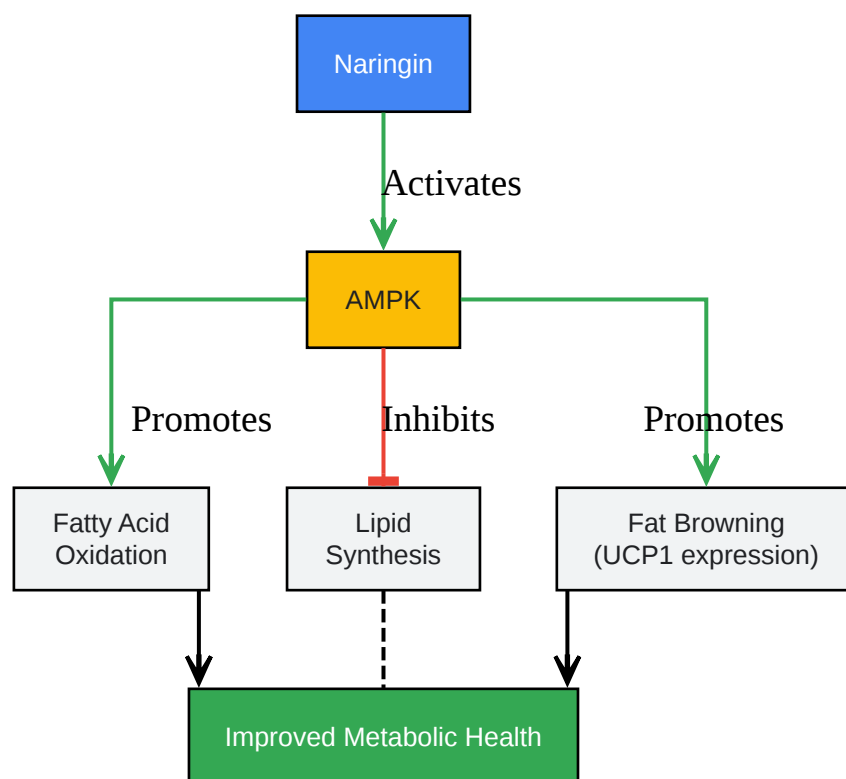 Naringin
Activates
AMPK
Promotes
Inhibits
Promotes
Fatty Acid
Oxidation
Lipid
Synthesis
Fat Browning
(UCP1 expression)
Improved Metabolic Health